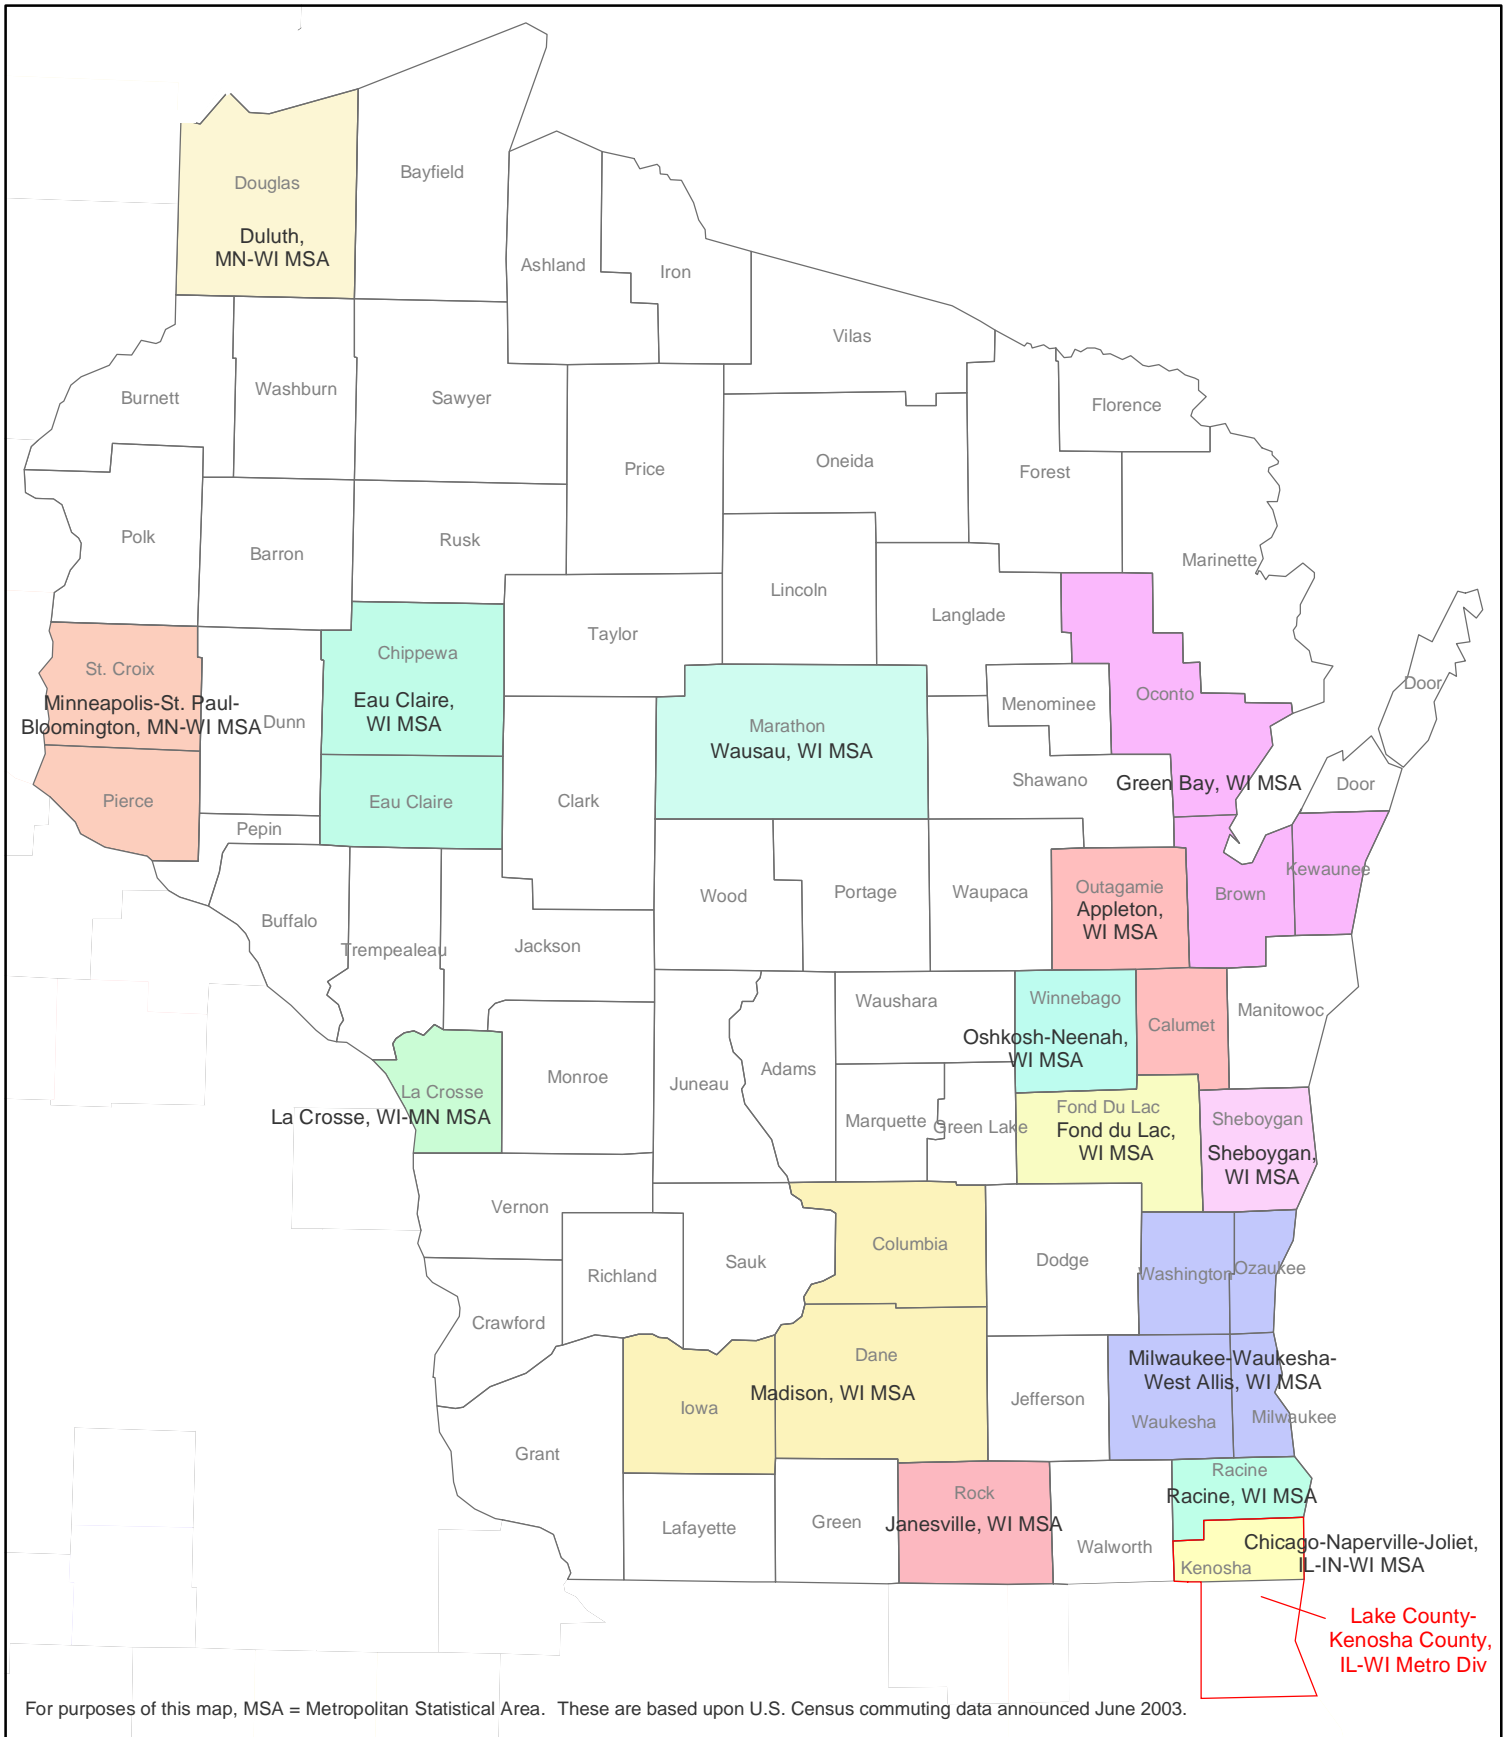 Douglas
Duluth,
MN-WI MSA
Bayfield
Ashland
Iron
Vilas
Burnett
Washburn
Sawyer
Florence
Price
Oneida
Forest
Polk
Barron
Rusk
Marinette
Lincoln
Langlade
Taylor
St. Croix
Minneapolis-St. Paul-
Bloomington, MN-WI MSA
Dunn
Chippewa
Eau Claire,
WI MSA
Marathon
Wausau, WI MSA
Menominee
Oconto
Door
Shawano
Green Bay, WI MSA
Door
Pierce
Eau Claire
Clark
Pepin
Wood
Portage
Waupaca
Outagamie
Appleton,
WI MSA
Brown
Kewaunee
Buffalo
Trempealeau
Jackson
Waushara
Winnebago
Oshkosh-Neenah,
WI MSA
Calumet
Manitowoc
La Crosse
La Crosse, WI-MN MSA
Monroe
Juneau
Adams
Marquette
Green Lake
Fond Du Lac
Fond du Lac,
WI MSA
Sheboygan
Sheboygan,
WI MSA
Vernon
Richland
Sauk
Columbia
Dodge
Washington
Ozaukee
Crawford
Iowa
Dane
Madison, WI MSA
Jefferson
Milwaukee-Waukesha-
West Allis, WI MSA
Waukesha
Milwaukee
Grant
Lafayette
Green
Rock
Janesville, WI MSA
Walworth
Racine
Racine, WI MSA
Kenosha
Chicago-Naperville-Joliet,
IL-IN-WI MSA
Lake County-
Kenosha County,
IL-WI Metro Div
For purposes of this map, MSA = Metropolitan Statistical Area.  These are based upon U.S. Census commuting data announced June 2003.